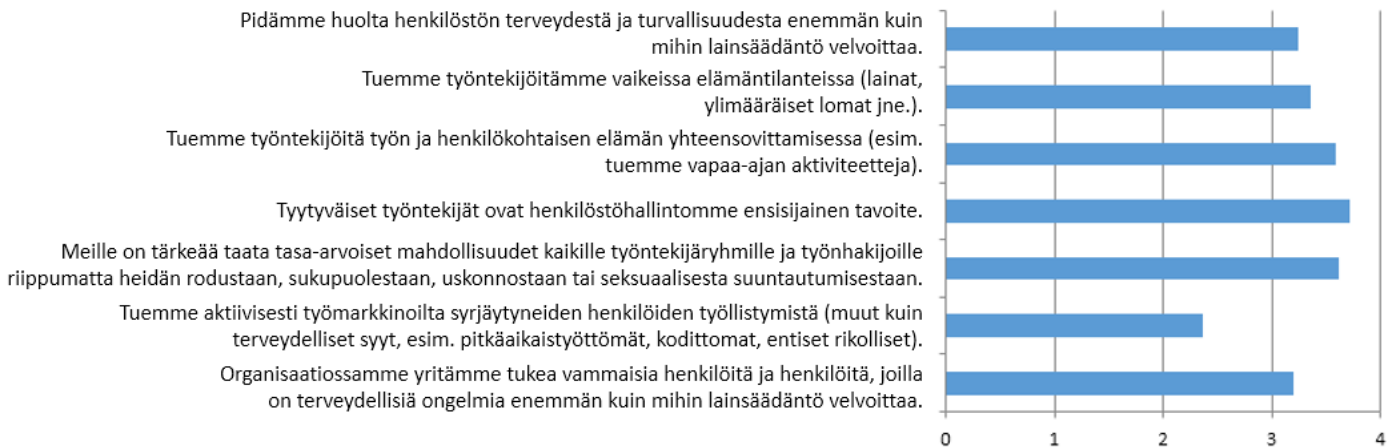 Pidämme huolta henkilöstön terveydestä ja turvallisuudesta enemmän kuin
mihin lainsäädäntö velvoittaa.
Tuemme työntekijöitämme vaikeissa elämäntilanteissa (lainat,
ylimääräiset lomat jne.).
Tuemme työntekijöitä työn ja henkilökohtaisen elämän yhteensovittamisessa (esim.
tuemme vapaa-ajan aktiviteetteja).
Tyytyväiset työntekijät ovat henkilöstöhallintomme ensisijainen tavoite.
Meille on tärkeää taata tasa-arvoiset mahdollisuudet kaikille työntekijäryhmille ja työnhakijoille
riippumatta heidän rodustaan, sukupuolestaan, uskonnostaan tai seksuaalisesta suuntautumisestaan.
Tuemme aktiivisesti työmarkkinoilta syrjäytyneiden henkilöiden työllistymistä (muut kuin
terveydelliset syyt, esim. pitkäaikaistyöttömät, kodittomat, entiset rikolliset).
Organisaatiossamme yritämme tukea vammaisia henkilöitä ja henkilöitä, joilla
on terveydellisiä ongelmia enemmän kuin mihin lainsäädäntö velvoittaa.
0 1 2 3 4